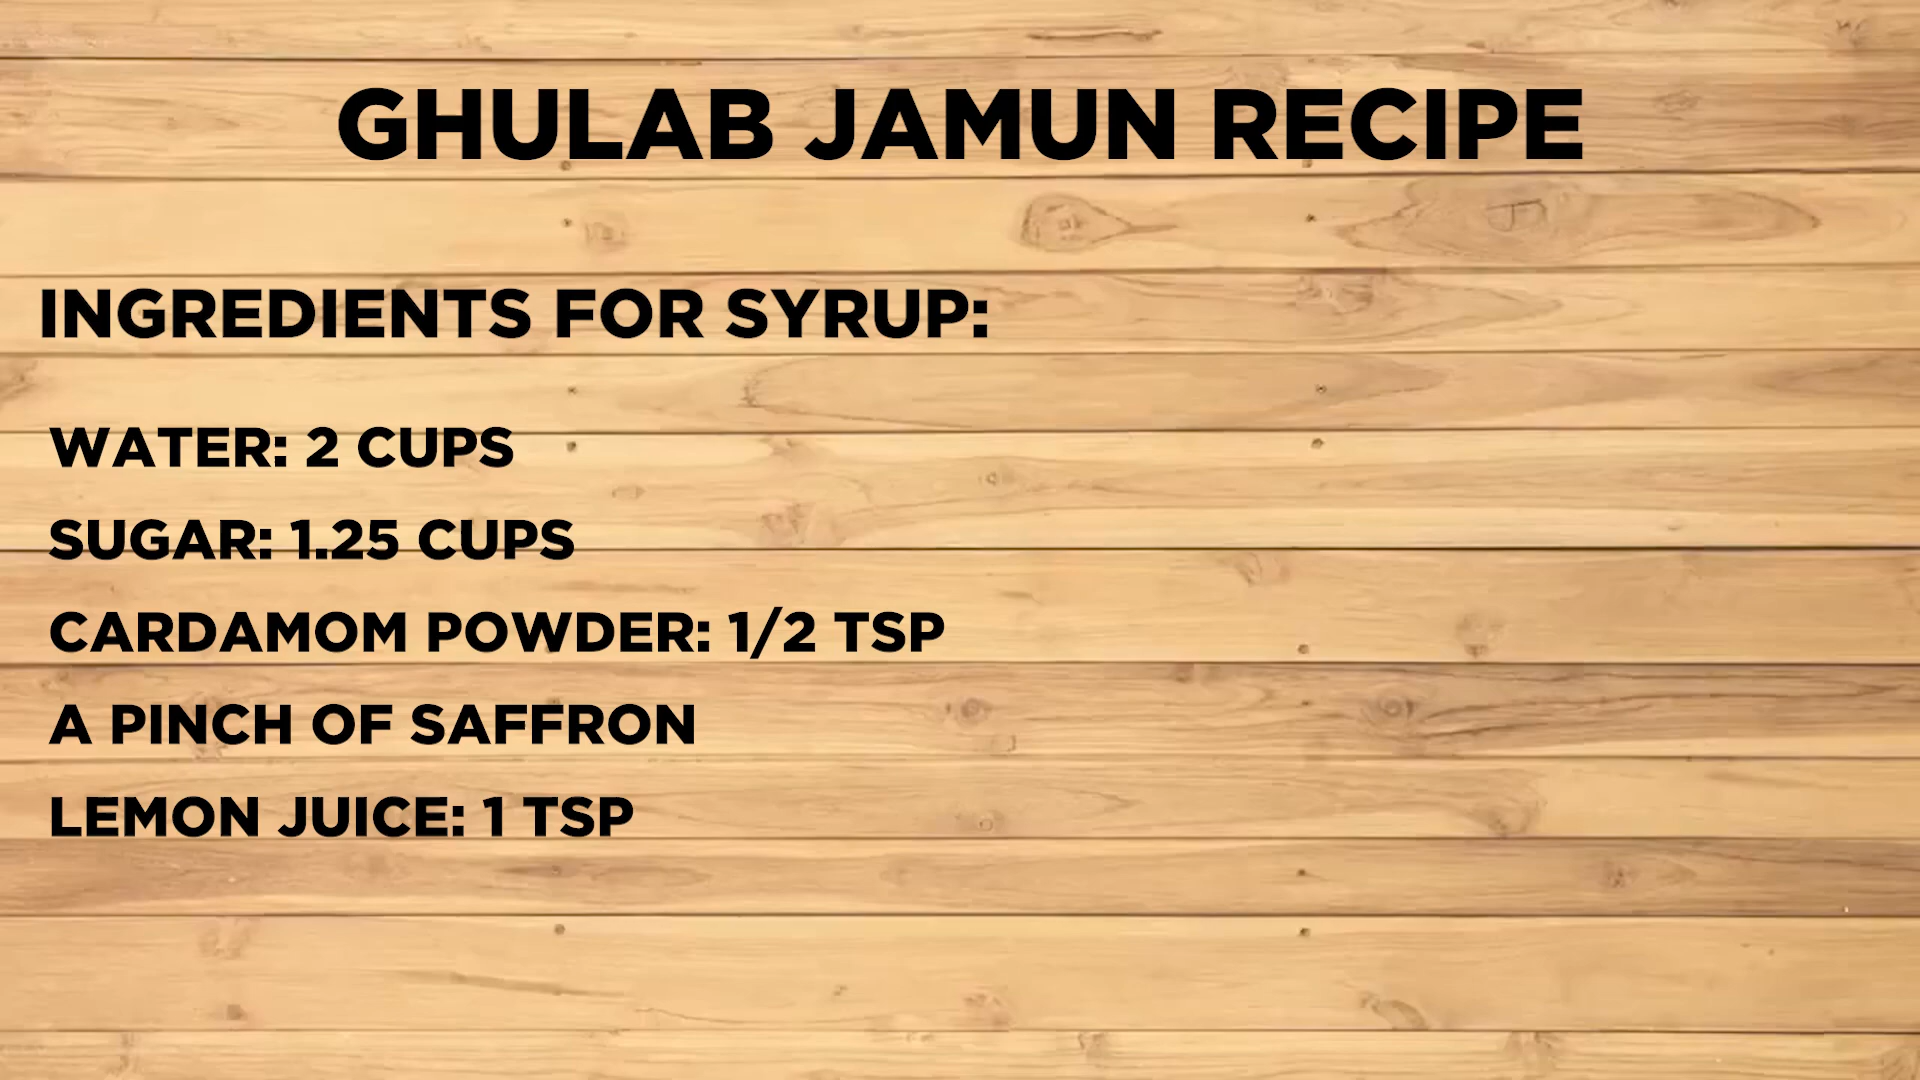 GHULAB JAMUN RECIPE
INGREDIENTS FOR SYRUP:
WATER: 2 CUPS
SUGAR: 1.25 CUPS
CARDAMOM POWDER: 1/2 TSP
A PINCH OF SAFFRON
LEMON JUICE: 1 TSP